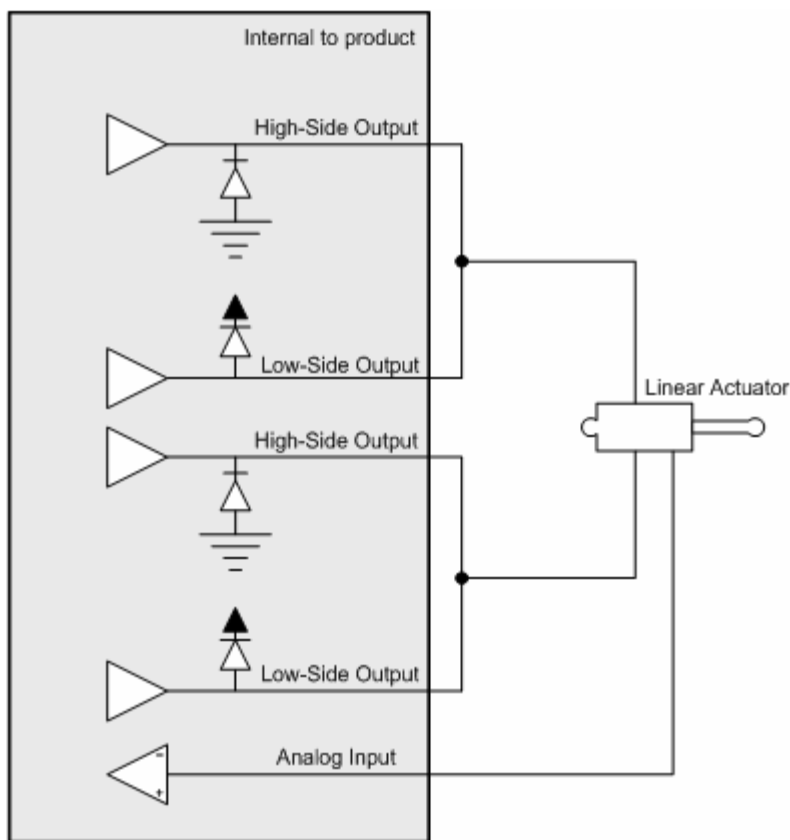 Internal to product
High-Side Output
Low-Side Output
Linear Actuator
High-Side Output
Low-Side Output
Analog Input
-
+